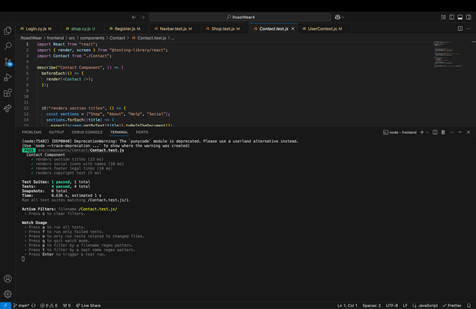 RoadWear4
Login.cy.js M
shop.cy.js U
Register.js M
Navbar.test.js M
Shop.test.js M
Contact.test.js M
UserContext.test.js M
RoadWear > frontend > src > components > Contact > Contact.test.js > ...
1 import React from "react";
2 import { render, screen } from "@testing-library/react";
3 import Contact from "./Contact";
4
5 describe("Contact Component", () => {
6 beforeEach(() => {
7 render(<Contact />);
8 });
9
10
11 it("renders section titles", () => {
12 const sections = ["Shop", "About", "Help", "Social"];
13 sections.forEach((title) => {
PROBLEMS OUTPUT DEBUG CONSOLE TERMINAL PORTS
node - frontend
[DEP0040] DeprecationWarning: The `punycode` module is deprecated. Please use a userland alternative instead.
(Use `node --trace-deprecation ...` to show where the warning was created)
PASS src/components/Contact/Contact.test.js
Contact Component
✓ renders section titles (23 ms)
✓ renders social icons with names (10 ms)
✓ renders footer legal links (10 ms)
✓ renders copyright text (3 ms)
Test Suites: 1 passed, 1 total
Tests: 4 passed, 4 total
Snapshots: 0 total
Time: 0.636 s, estimated 1 s
Ran all test suites matching /Contact.test.js/i.
Active Filters: filename /Contact.test.js/
› Press c to clear filters.
Watch Usage
› Press a to run all tests.
› Press f to run only failed tests.
› Press o to only run tests related to changed files.
› Press q to quit watch mode.
› Press p to filter by a filename regex pattern.
› Press t to filter by a test name regex pattern.
› Press Enter to trigger a test run.
main*
0 0
0
Live Share
Ln 1, Col 1
Spaces: 2
UTF-8
LF
JavaScript
Prettier